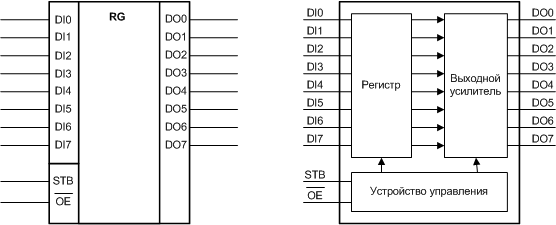 RG
DI0 DO0
DI1 DO1
DI2 DO2
DI3 DO3
DI4 DO4
DI5 DO5
DI6 DO6
DI7 DO7
STB
OE
DI0 DO0
DI1 DO1
DI2 DO2
DI3 DO3
DI4 DO4
DI5 DO5
DI6 DO6
DI7 DO7
Регистр
Выходной
усилитель
STB
OE
Устройство управления